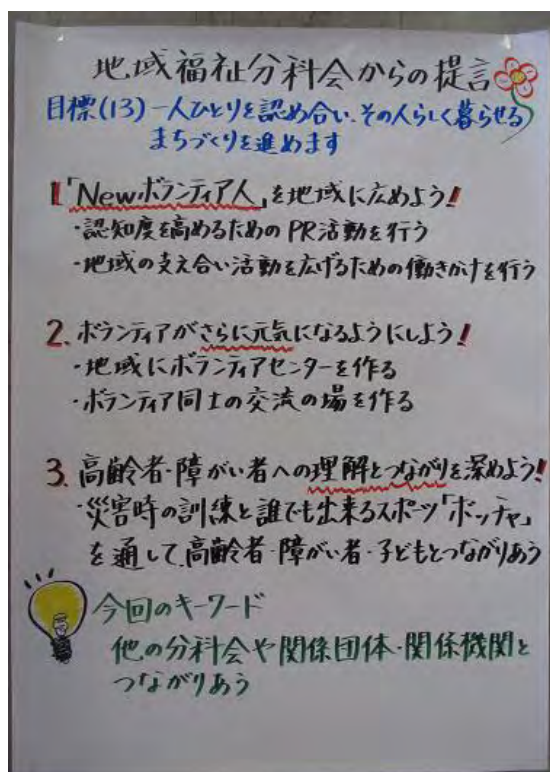 地域福祉分科会からの提言
目標(13)一人ひとりを認め合い、その人らしく暮らせる
まちづくりを進めます
1.「Newボランティア人」を地域に広めよう!
・認知度を高めるためのPR活動を行う
・地域の支え合い活動を広げるための働きかけを行う
2.ボランティアがさらに元気になるようにしよう!
・地域にボランティアセンターを作る
・ボランティア同士の交流の場を作る
3.高齢者・障がい者への理解とつながりを深めよう!
・災害時の訓練と誰でも出来るスポーツ「ボッチャ」
を通して、高齢者・障がい者・子どもとつながりあう
今回のキーワード
他の分科会や関係団体・関係機関と
つながりあう